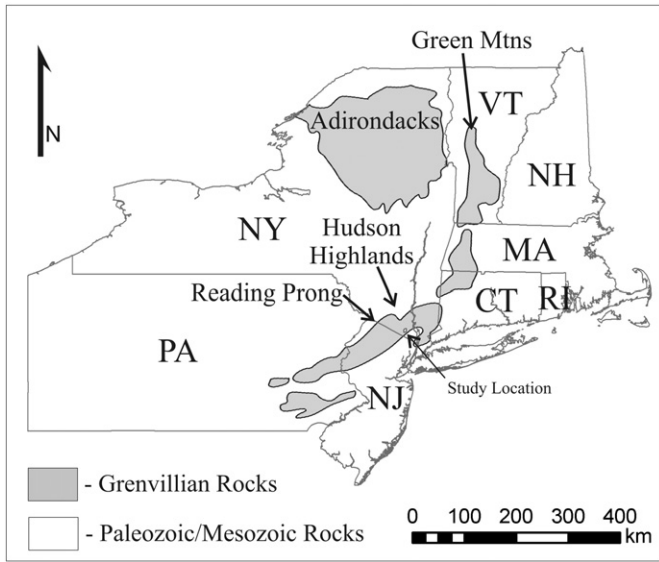 Green Mtns
VT
Adirondacks
N
NH
NY
Hudson
Highlands
MA
Reading Prong
CT
RI
PA
NJ
Study Location
- Grenvillian Rocks
- Paleozoic/Mesozoic Rocks
0 100 200 300 400
km